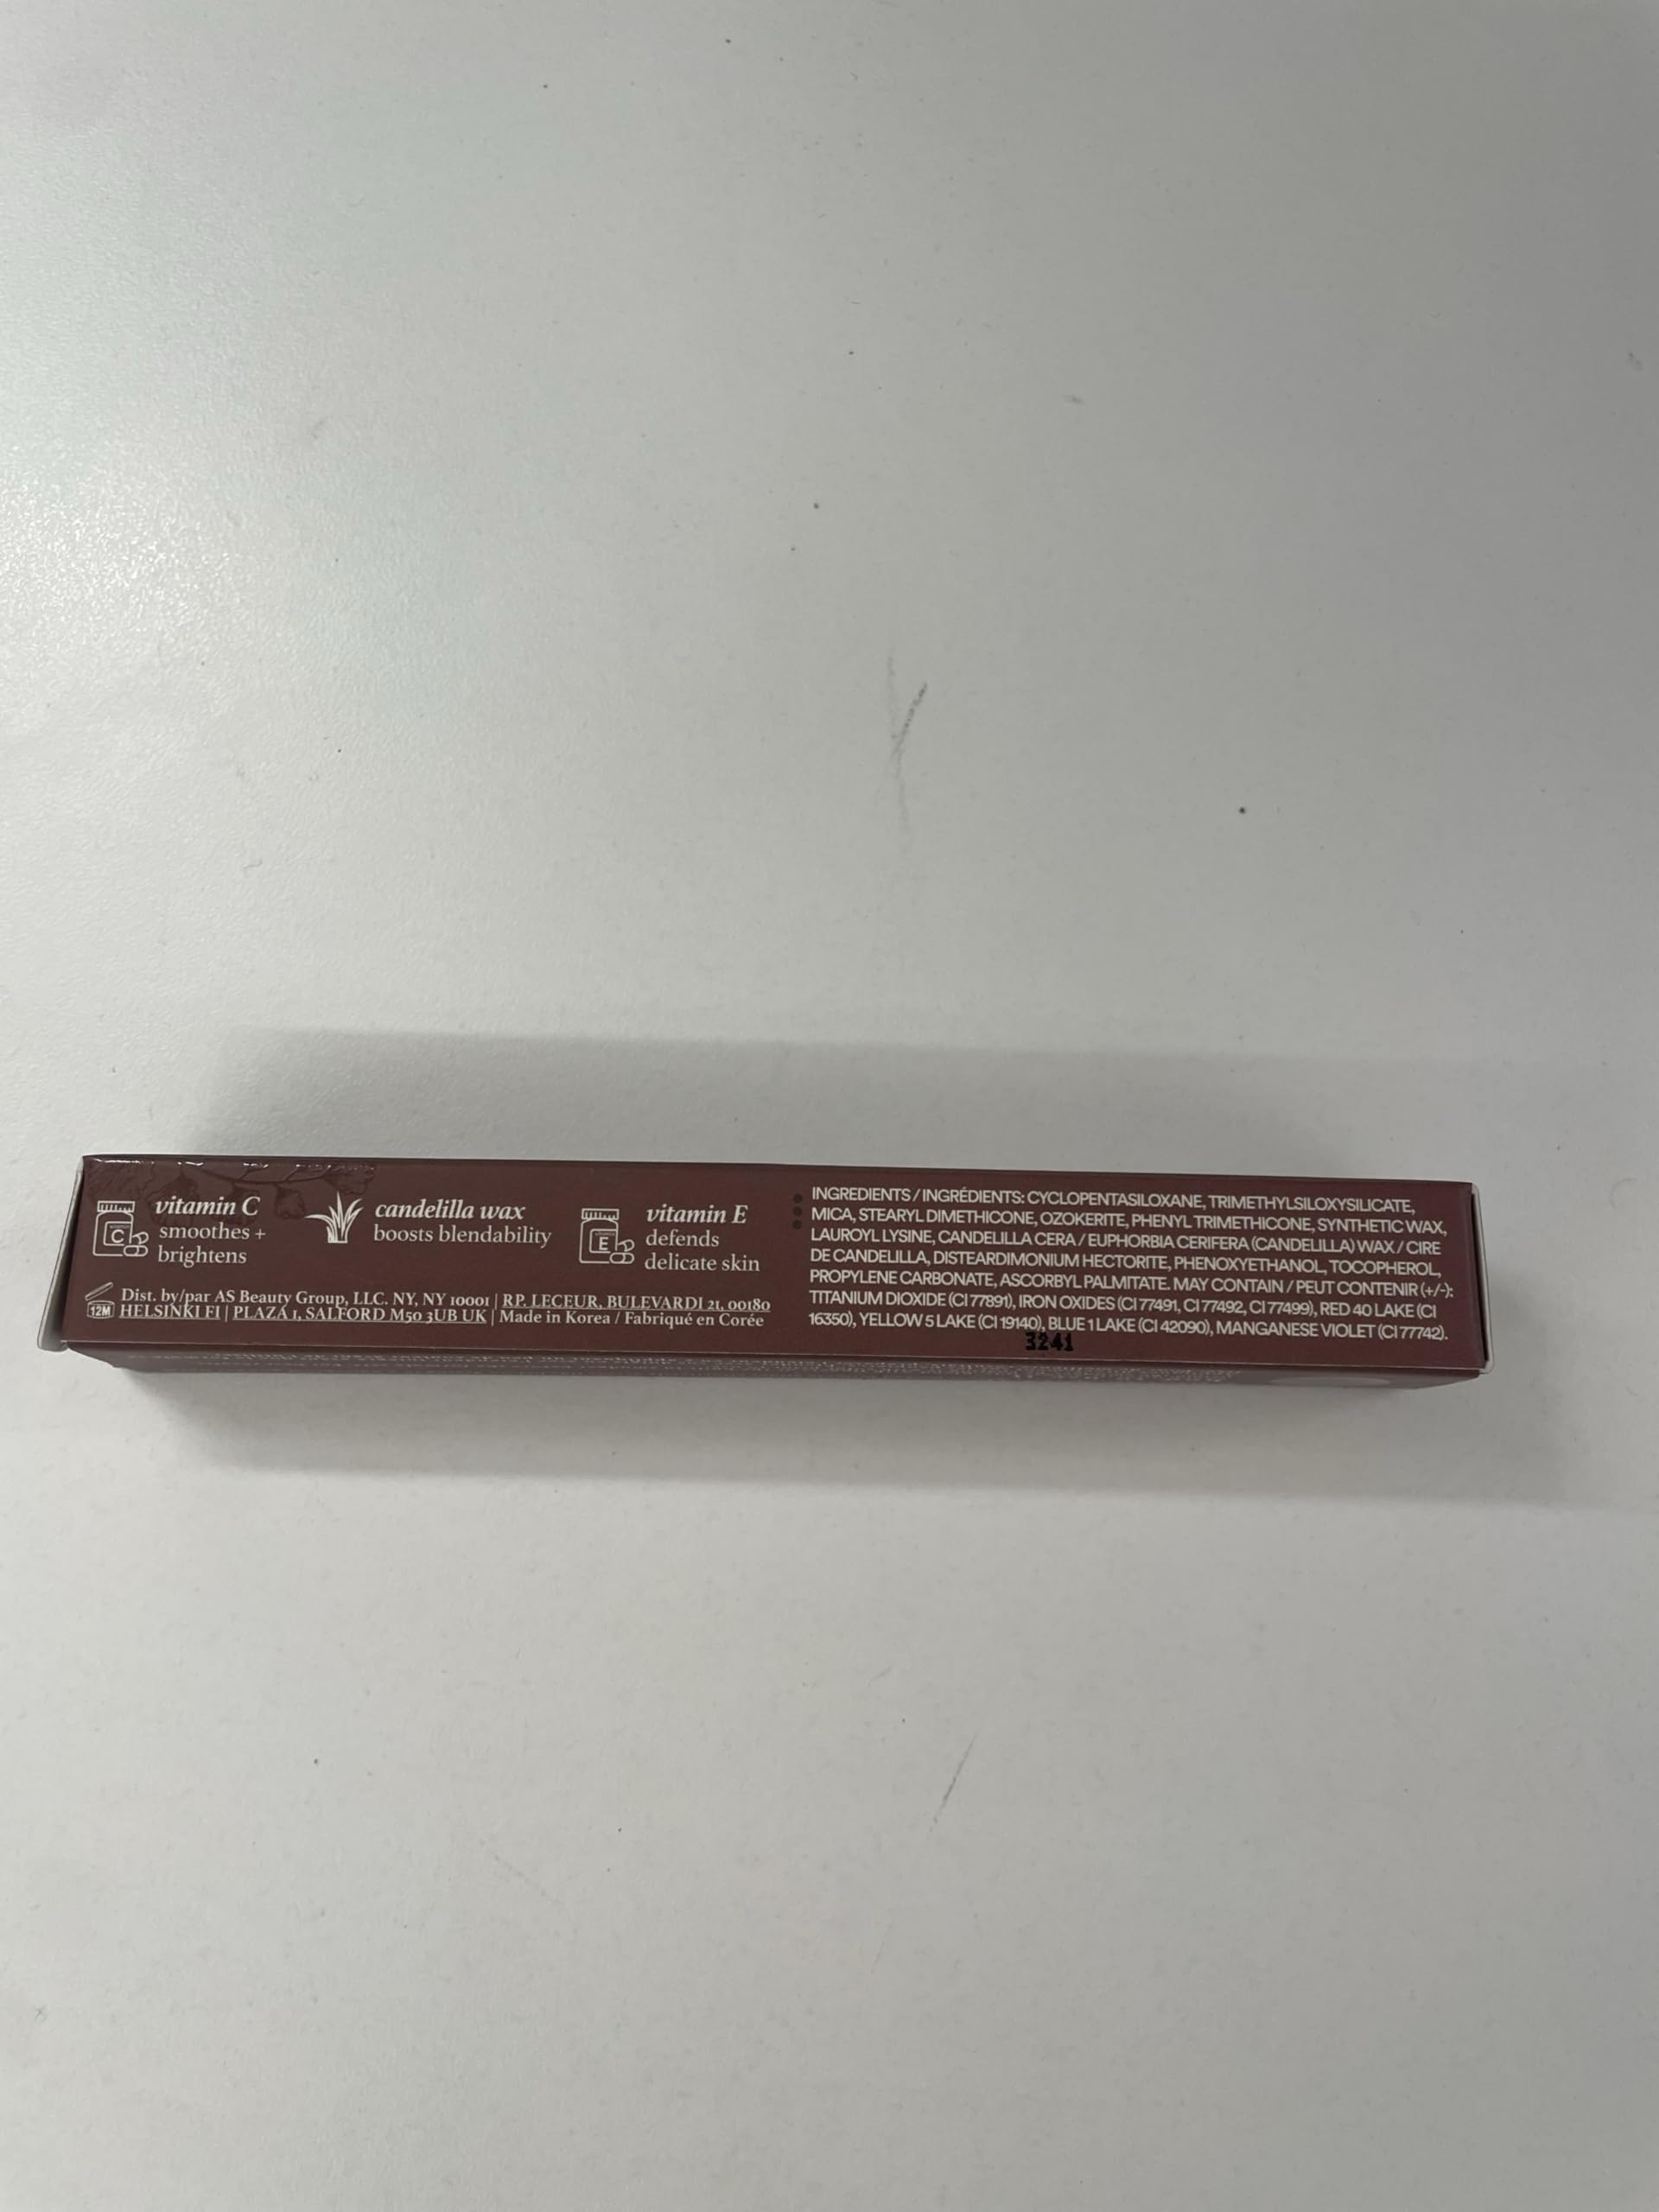 vitamin C
smoothes +
brightens
candelilla wax
boosts blendability
vitamin E
defends
delicate skin
C
E
12M
Dist. by/par AS Beauty Group, LLC. NY, NY 10001 | RP. LECEUR, BULEVARDI 21, 00180
HELSINKI FI | PLAZA 1, SALFORD M50 3UB UK | Made in Korea / Fabriqué en Corée
INGREDIENTS / INGRÉDIENTS: CYCLOPENTASILOXANE, TRIMETHYLSILOXYSILICATE,
MICA, STEARYL DIMETHICONE, OZOKERITE, PHENYL TRIMETHICONE, SYNTHETIC WAX,
LAUROYL LYSINE, CANDELILLA CERA / EUPHORBIA CERIFERA (CANDELILLA) WAX / CIRE
DE CANDELILLA, DISTEARDIMONIUM HECTORITE, PHENOXYETHANOL, TOCOPHEROL,
PROPYLENE CARBONATE, ASCORBYL PALMITATE. MAY CONTAIN / PEUT CONTENIR (+/-):
TITANIUM DIOXIDE (CI 77891), IRON OXIDES (CI 77491, CI 77492, CI 77499), RED 40 LAKE (CI
16350), YELLOW 5 LAKE (CI 19140), BLUE 1 LAKE (CI 42090), MANGANESE VIOLET (CI 77742).
3241